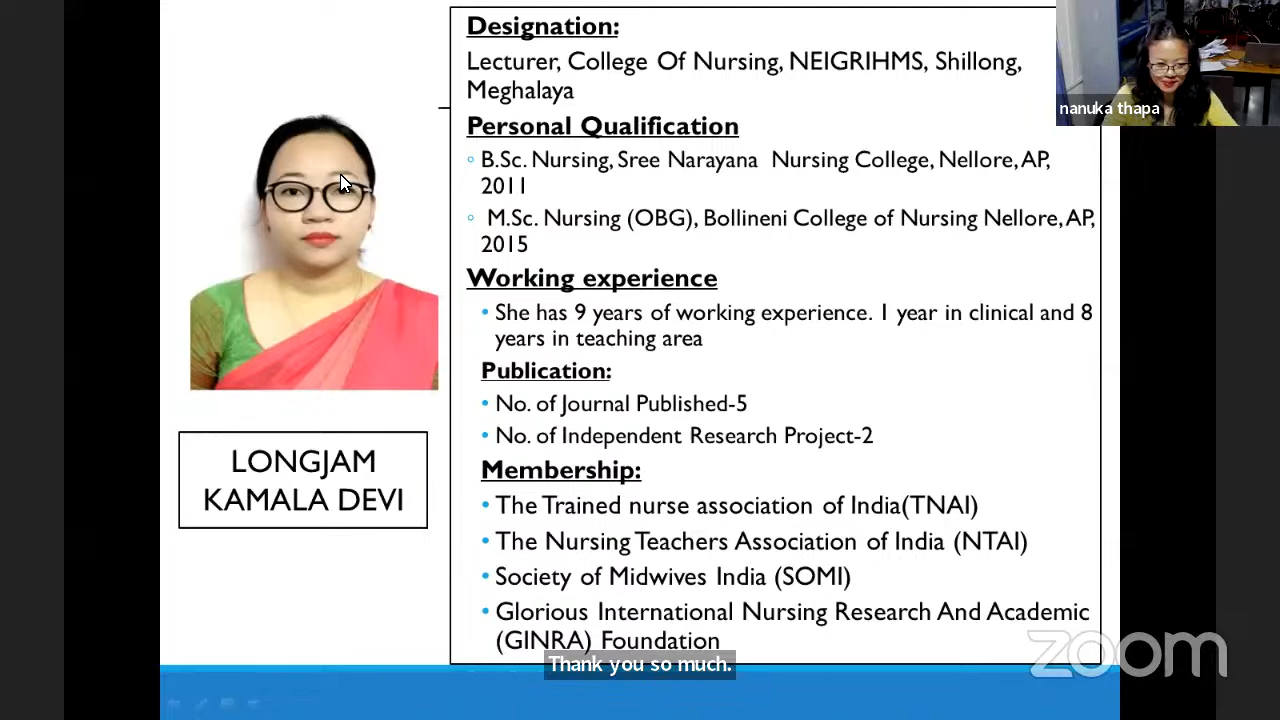 Designation:
Lecturer, College Of Nursing, NEIGRIHMS, Shillong,
Meghalaya
Personal Qualification
B.Sc. Nursing, Sree Narayana Nursing College, Nellore, AP,
2011
M.Sc. Nursing (OBG), Bollineni College of Nursing Nellore, AP,
2015
Working experience
• She has 9 years of working experience. 1 year in clinical and 8
years in teaching area
Publication:
• No. of Journal Published-5
• No. of Independent Research Project-2
Membership:
• The Trained nurse association of India(TNAI)
• The Nursing Teachers Association of India (NTAI)
• Society of Midwives India (SOMI)
• Glorious International Nursing Research And Academic
(GINRA) Foundation
LONGJAM
KAMALA DEVI
nanuka thapa
Thank you so much.
zoom